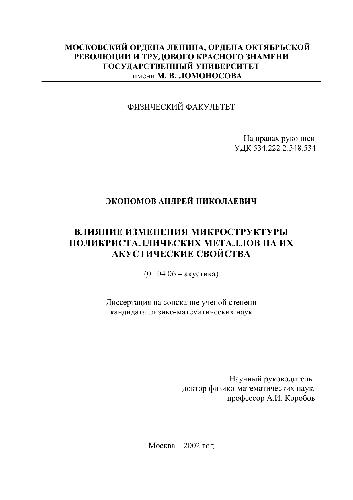 МОСКОВСКИЙ ОРДЕНА ЛЕНИНА, ОРДЕНА ОКТЯБРЬСКОЙ
РЕВОЛЮЦИИ И ТРУДОВОГО КРАСНОГО ЗНАМЕНИ
ГОСУДАРСТВЕННЫЙ УНИВЕРСИТЕТ
имени М. В. ЛОМОНОСОВА
ФИЗИЧЕСКИЙ ФАКУЛЬТЕТ
На правах рукописи
УДК 534.222.2:548.534
ЭКОНОМОВ АНДРЕЙ НИКОЛАЕВИЧ
ВЛИЯНИЕ ИЗМЕНЕНИЯ МИКРОСТРУКТУРЫ
ПОЛИКРИСТАЛЛИЧЕСКИХ МЕТАЛЛОВ НА ИХ
АКУСТИЧЕСКИЕ СВОЙСТВА
(01.04.06 – акустика)
Диссертация на соискание ученой степени
кандидата физико-математических наук
Научный руководитель
доктор физико-математических наук,
профессор А.И. Коробов
Москва – 2002 год